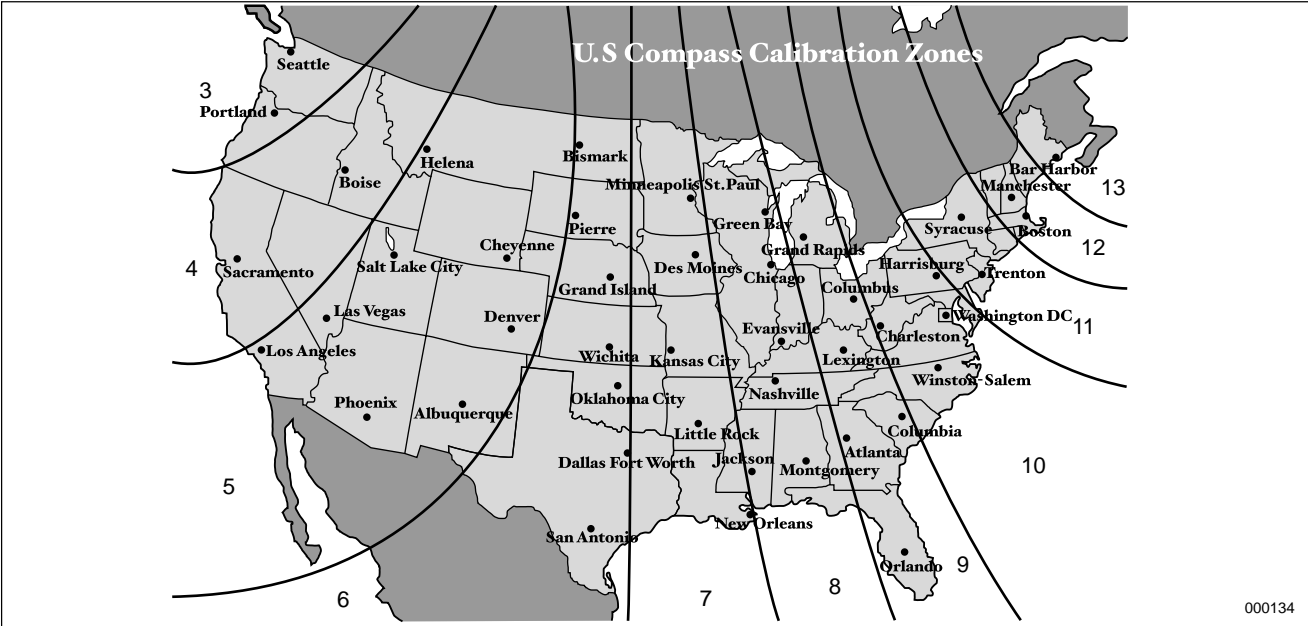 U.S Compass Calibration Zones
Seattle
3
Portland
Helena
Bismark
Boise
Minneapolis St.Paul
Bar Harbor
Manchester
13
Pierre
Green Bay
Syracuse
Boston
Cheyenne
Grand Rapids
12
4
Sacramento
Salt Lake City
Des Moines
Chicago
Harrisburg
Trenton
Grand Island
Columbus
Las Vegas
Denver
Evansville
Washington DC
11
Charleston
Los Angeles
Wichita
Kansas City
Lexington
Winston-Salem
Nashville
Phoenix
Albuquerque
Oklahoma City
Little Rock
Columbia
Dallas Fort Worth
Jackson
Atlanta
Montgomery
10
5
New Orleans
San Antonio
Orlando
9
6
7
8
000134